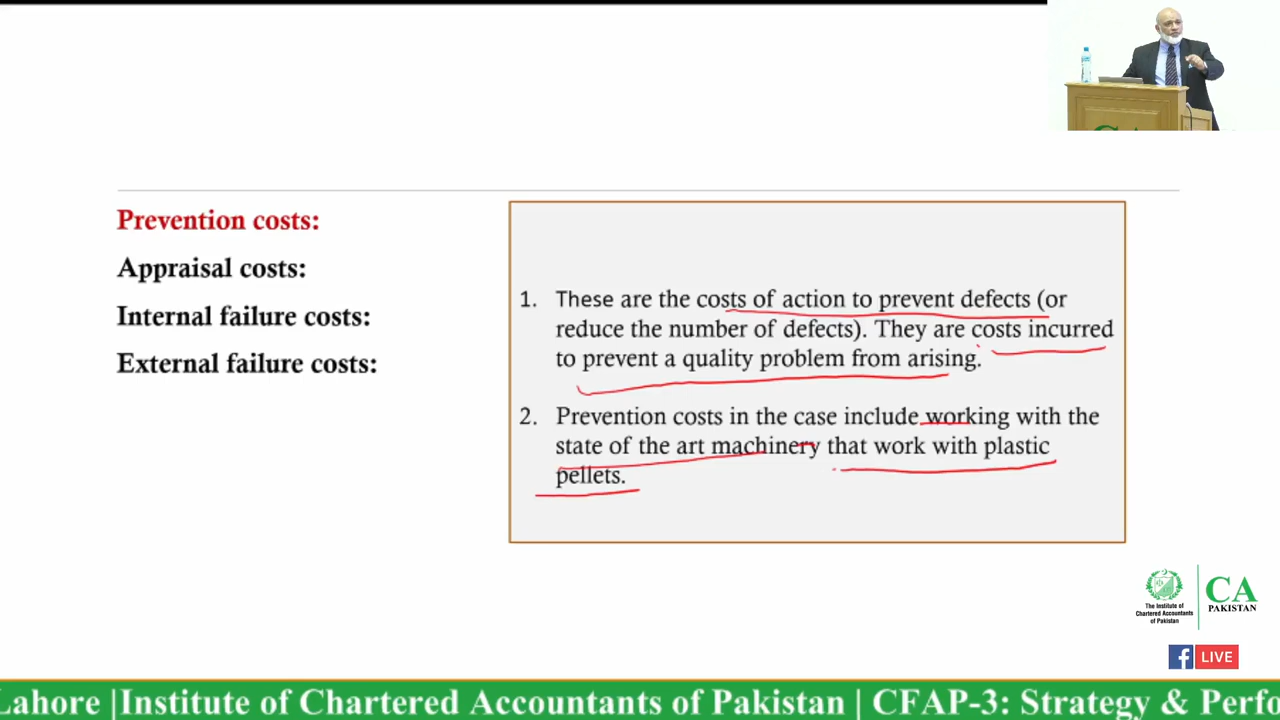 Prevention costs:
Appraisal costs:
Internal failure costs:
External failure costs:
1. These are the costs of action to prevent defects (or
reduce the number of defects). They are costs incurred
to prevent a quality problem from arising.
2. Prevention costs in the case include working with the
state of the art machinery that work with plastic
pellets.
The Institute of
Chartered Accountants
of Pakistan
CA
PAKISTAN
f LIVE
Lahore |Institute of Chartered Accountants of Pakistan | CFAP-3: Strategy & Perfo